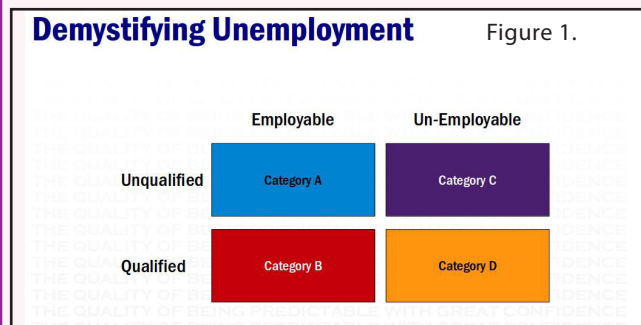 Demystifying Unemployment Figure 1.
Employable Un-Employable
Unqualified Category A Category C
Qualified Category B Category D
THE QUALITY OF BEING PREDICTABLE WITH GREAT CONFIDENCE